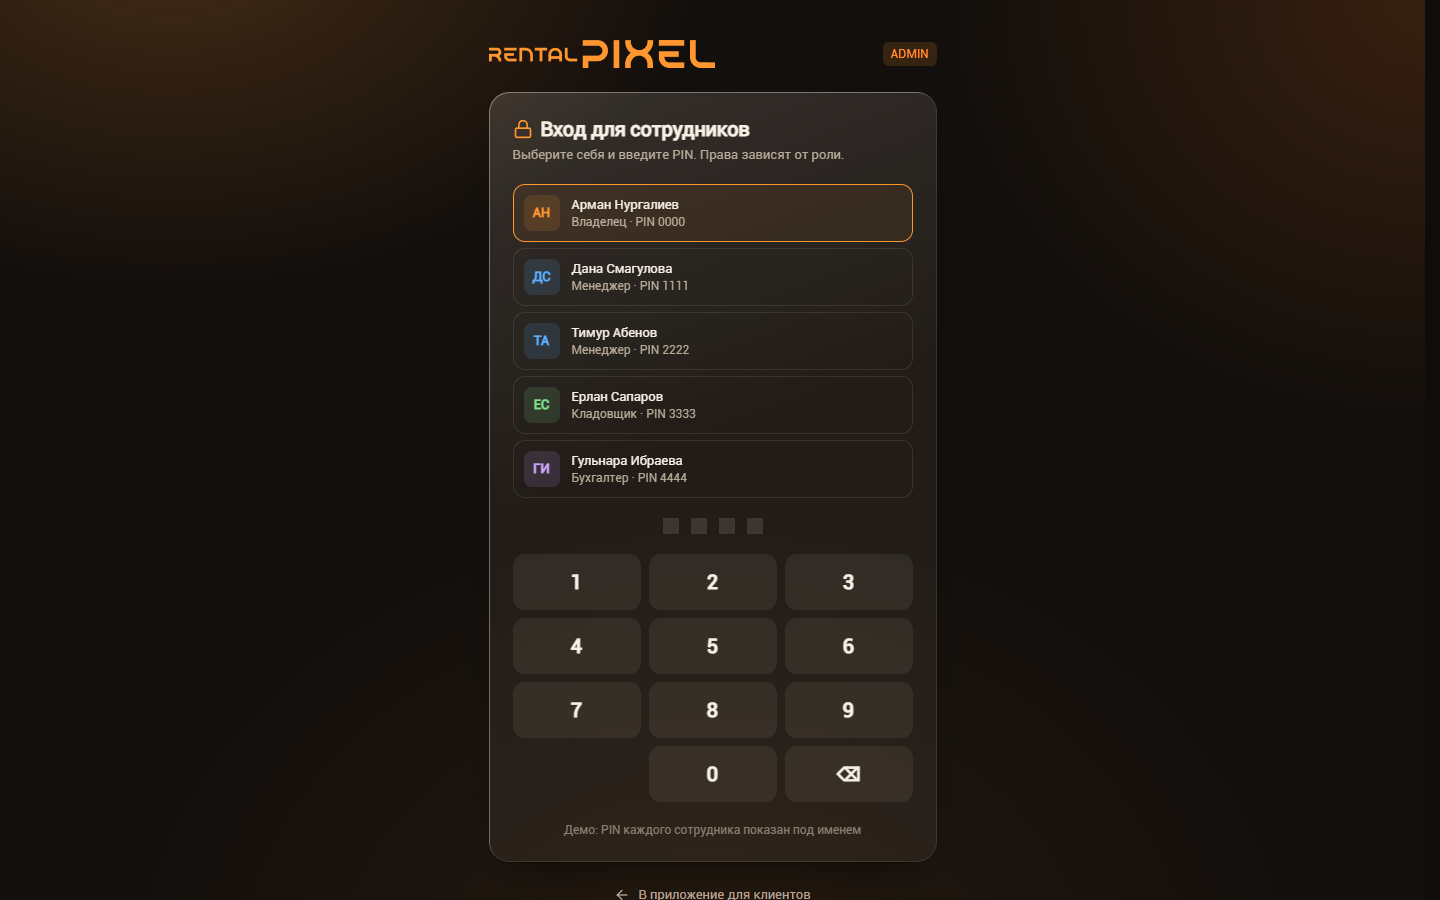 RENTAL PIXEL
ADMIN
Вход для сотрудников
Выберите себя и введите PIN. Права зависят от роли.
АН
Арман Нургалиев
Владелец · PIN 0000
ДС
Дана Смагулова
Менеджер · PIN 1111
ТА
Тимур Абенов
Менеджер · PIN 2222
ЕС
Ерлан Сапаров
Кладовщик · PIN 3333
ГИ
Гульнара Ибраева
Бухгалтер · PIN 4444
1 2 3
4 5 6
7 8 9
0 ⌫
Демо: PIN каждого сотрудника показан под именем
← В приложение для клиентов